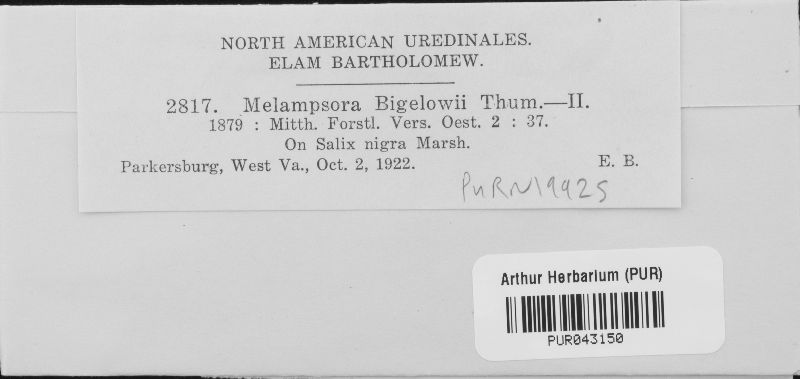 NORTH AMERICAN UREDINALES.
ELAM BARTHOLOMEW.
2817. Melampsora Bigelowii Thum.—II.
1879 : Mitth. Forstl. Vers. Oest. 2 : 37.
On Salix nigra Marsh.
Parkersburg, West Va., Oct. 2, 1922. E. B.
PURN19925
Arthur Herbarium (PUR)
PUR043150